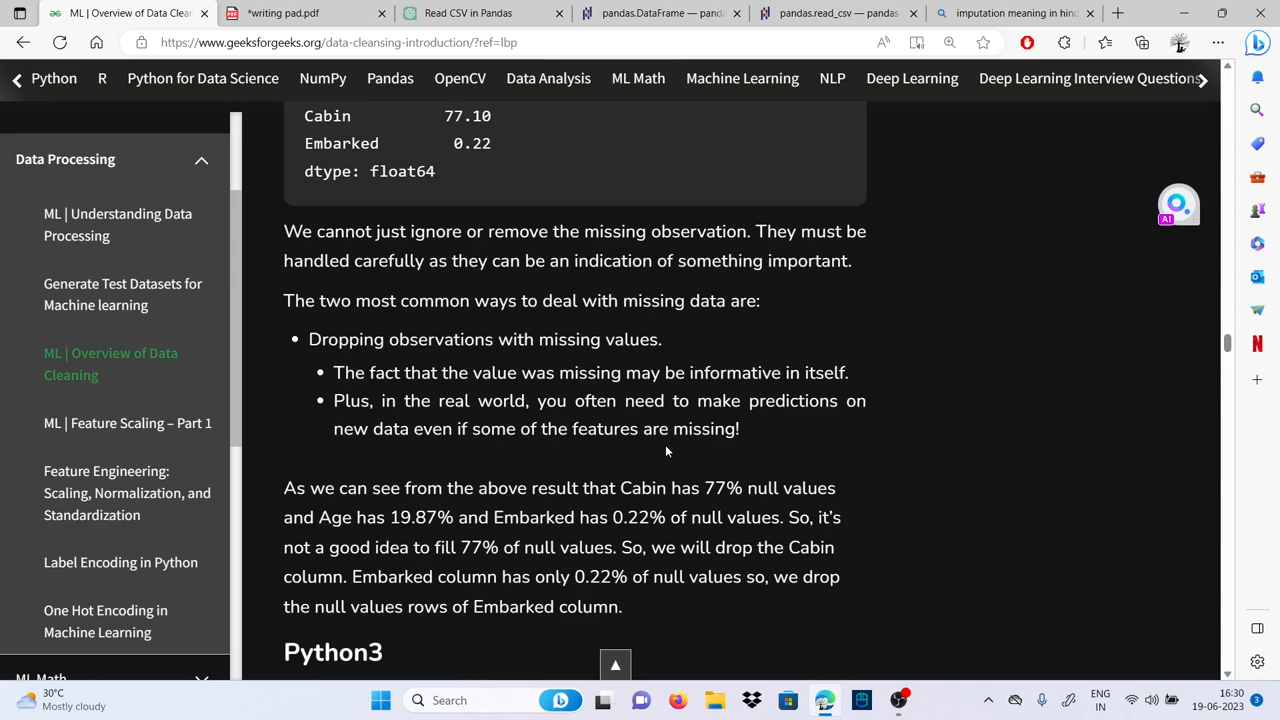 ML | Overview of Data Clean
*writing pad.pdf
Read CSV in Pandas
pandas.DataFrame — panda
pandas.read_csv — pandas
imputation meaning in hind
https://www.geeksforgeeks.org/data-cleansing-introduction/?ref=lbp
Python R Python for Data Science NumPy Pandas OpenCV Data Analysis ML Math Machine Learning NLP Deep Learning Deep Learning Interview Questions
Data Processing
ML | Understanding Data
Processing
Generate Test Datasets for
Machine learning
ML | Overview of Data
Cleaning
ML | Feature Scaling – Part 1
Feature Engineering:
Scaling, Normalization, and
Standardization
Label Encoding in Python
One Hot Encoding in
Machine Learning
ML Math
Cabin 77.10
Embarked 0.22
dtype: float64
We cannot just ignore or remove the missing observation. They must be
handled carefully as they can be an indication of something important.
The two most common ways to deal with missing data are:
• Dropping observations with missing values.
• The fact that the value was missing may be informative in itself.
• Plus, in the real world, you often need to make predictions on
new data even if some of the features are missing!
As we can see from the above result that Cabin has 77% null values
and Age has 19.87% and Embarked has 0.22% of null values. So, it's
not a good idea to fill 77% of null values. So, we will drop the Cabin
column. Embarked column has only 0.22% of null values so, we drop
the null values rows of Embarked column.
Python3
AI
30°C
Mostly cloudy
Search
ENG
IN
16:30
19-06-2023
3